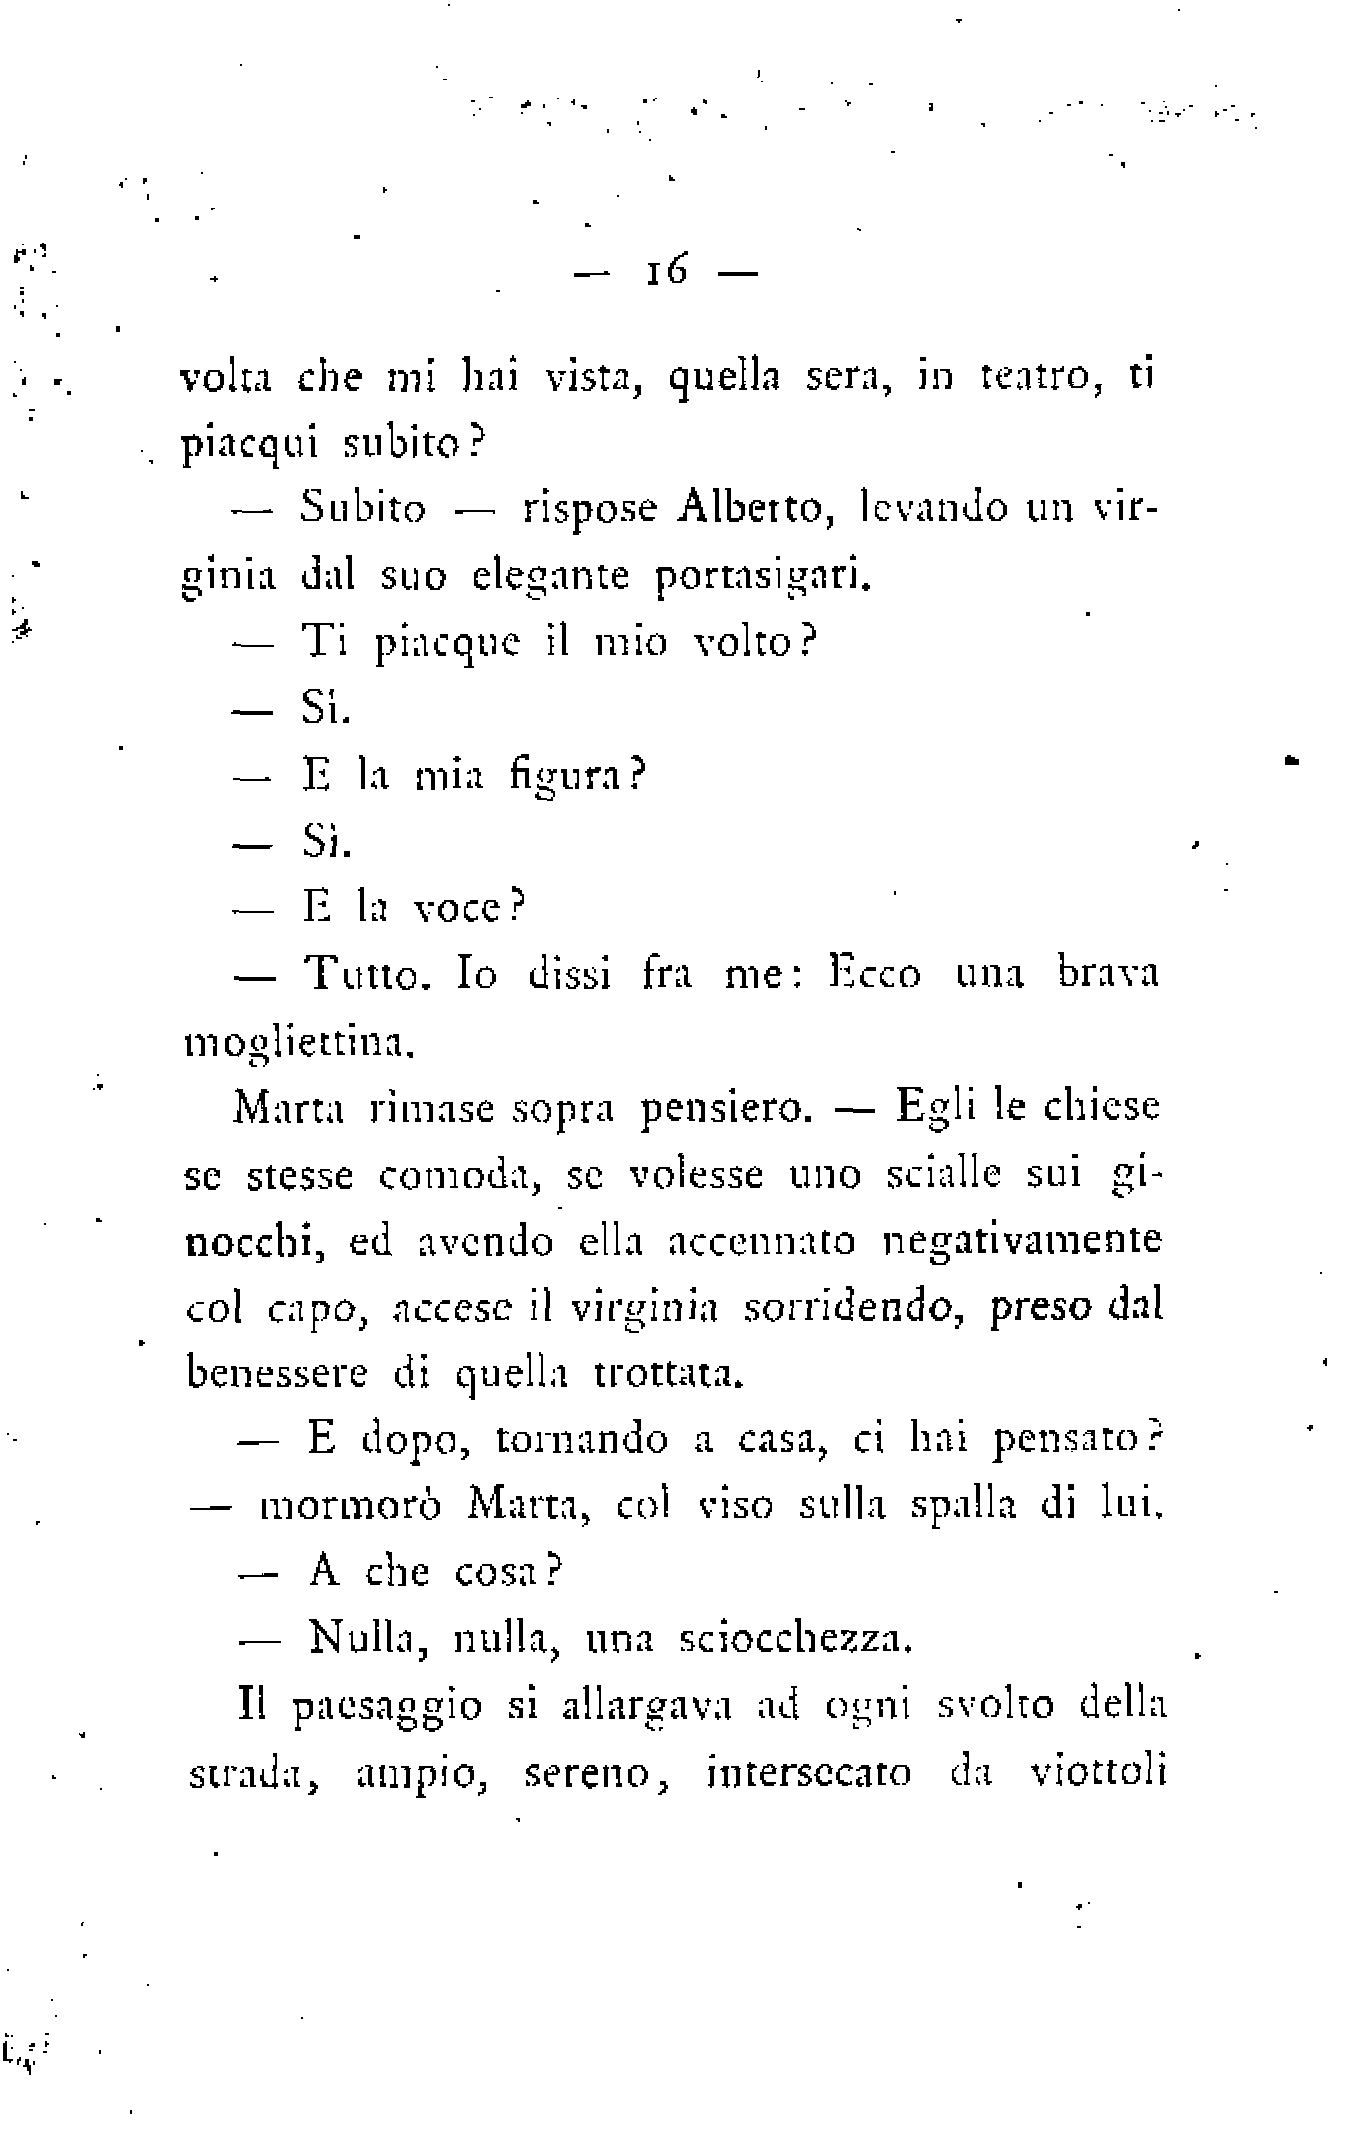 — 16 —
volta che mi hai vista, quella sera, in teatro, ti
piacqui subito?
— Subito — rispose Alberto, levando un vir-
ginia dal suo elegante portasigari.
— Ti piacque il mio volto?
— Sì.
— E la mia figura?
— Sì.
— E la voce?
— Tutto. Io dissi fra me: Ecco una brava
mogliettina.
Marta rimase sopra pensiero. — Egli le chiese
se stesse comoda, se volesse uno scialle sui gi-
nocchi, ed avendo ella accennato negativamente
col capo, accese il virginia sorridendo, preso dal
benessere di quella trottata.
— E dopo, tornando a casa, ci hai pensato?
— mormorò Marta, col viso sulla spalla di lui.
— A che cosa?
— Nulla, nulla, una sciocchezza.
Il paesaggio si allargava ad ogni svolto della
strada, ampio, sereno, intersecato da viottoli